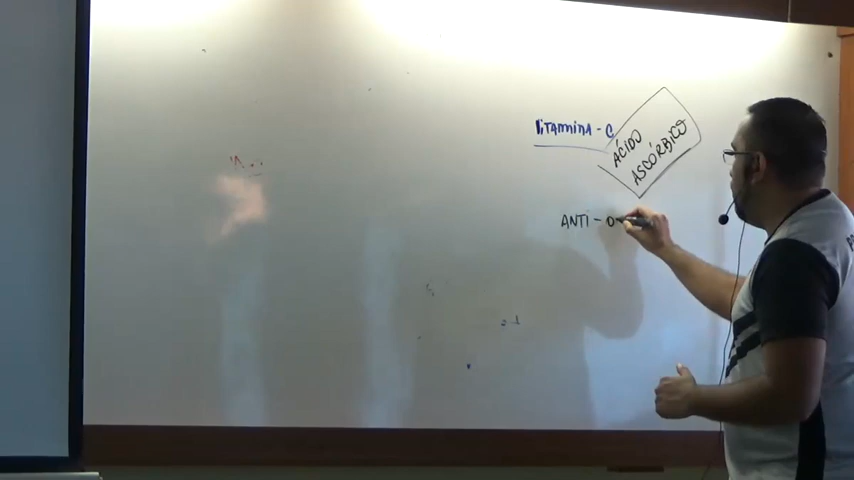 VITAMINA - C
ÁCIDO
ASCÓRBICO
ANTI - O